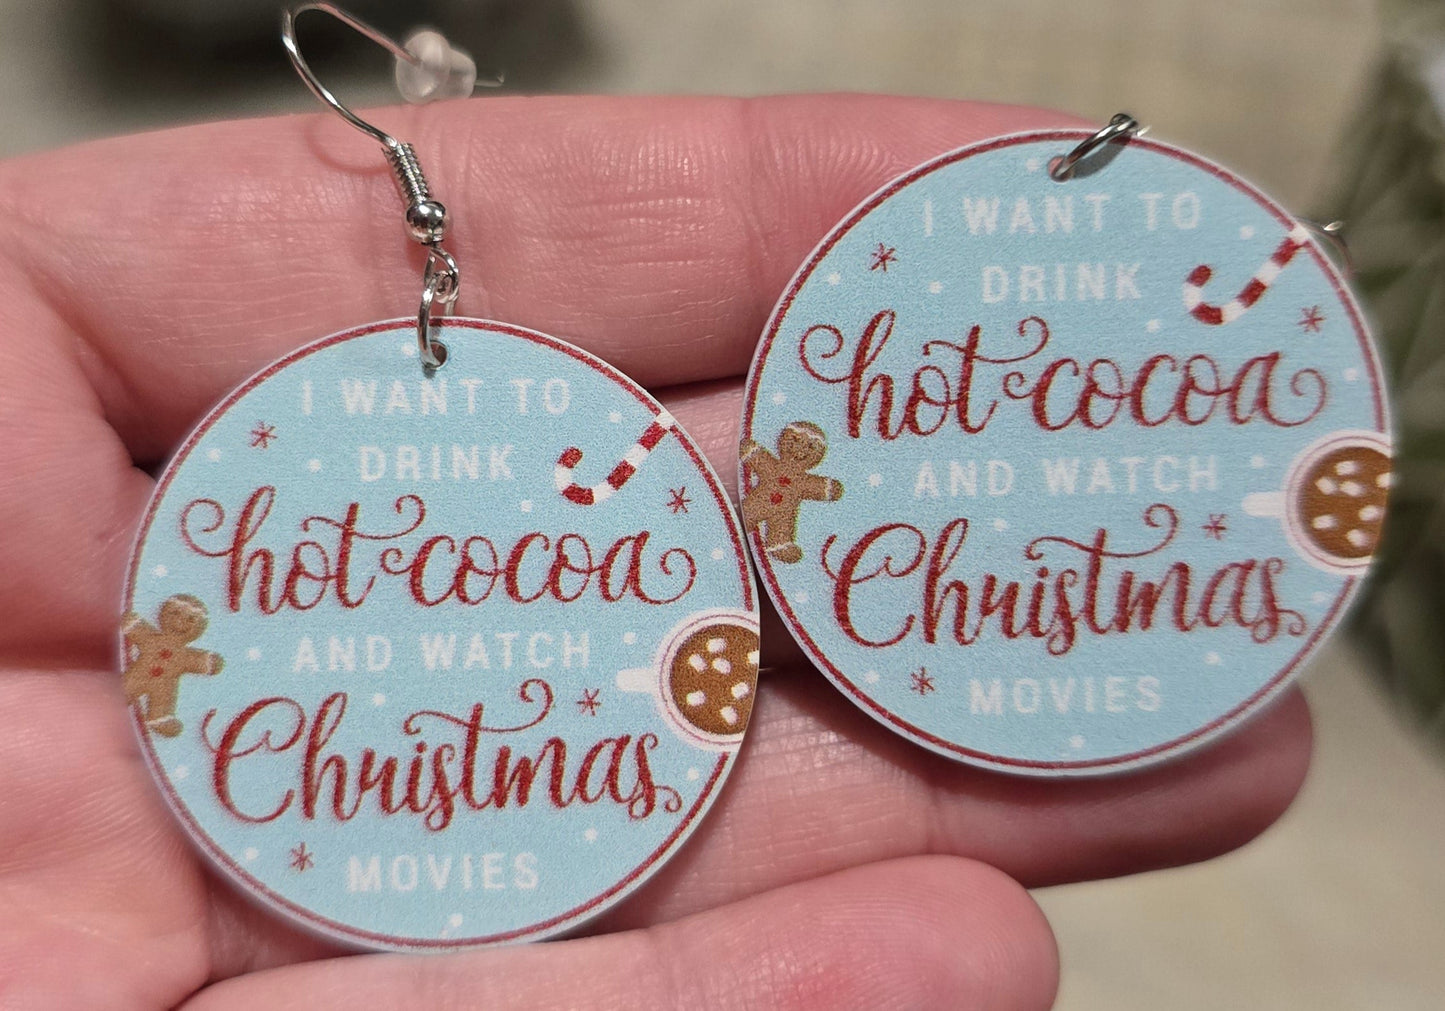 I WANT TO
DRINK
hot cocoa
AND WATCH
Christmas
MOVIES
I WANT TO
DRINK
hot cocoa
AND WATCH
Christmas
MOVIES